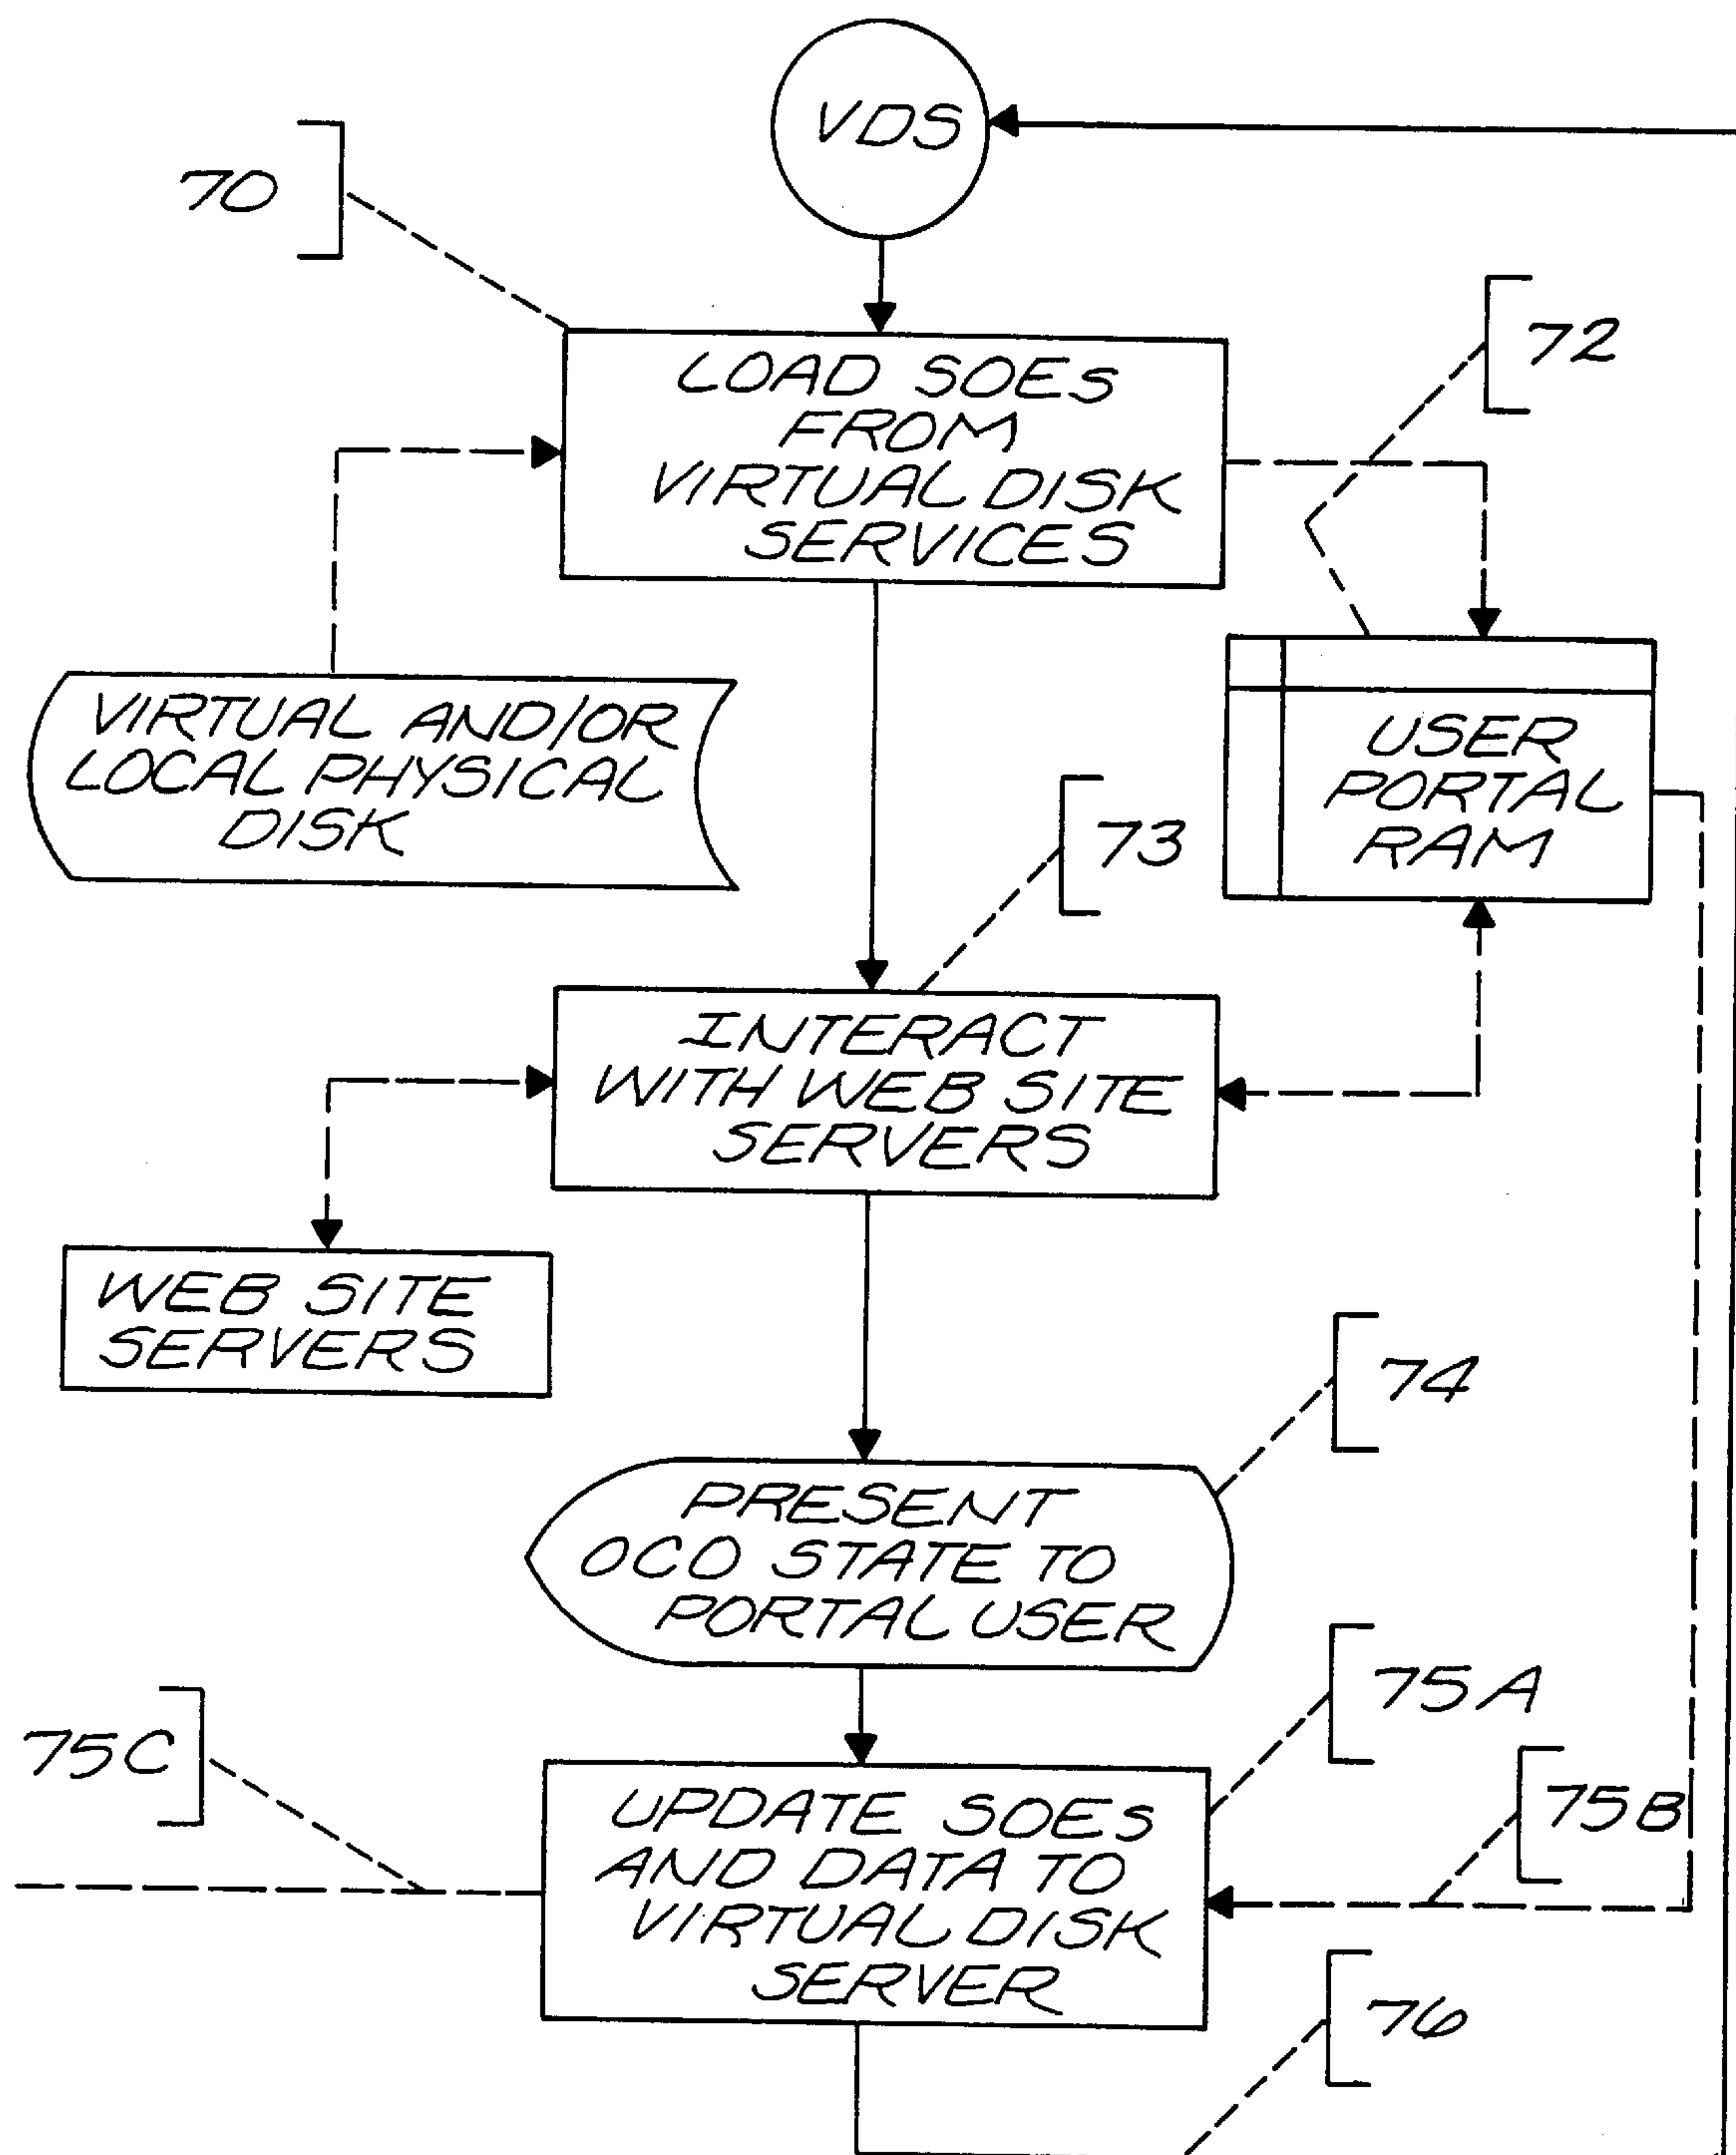 VDS
70
LOAD SOES
FROM
VIRTUAL DISK
SERVICES
72
VIRTUAL AND/OR
LOCAL PHYSICAL
DISK
USER
PORTAL
RAM
73
INTERACT
WITH WEB SITE
SERVERS
WEB SITE
SERVERS
74
PRESENT
OCO STATE TO
PORTAL USER
75A
75C
75B
UPDATE SOES
AND DATA TO
VIRTUAL DISK
SERVER
76